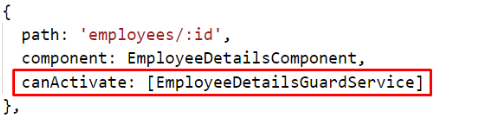 {
path: 'employees/:id',
component: EmployeeDetailsComponent,
canActivate: [EmployeeDetailsGuardService]
},